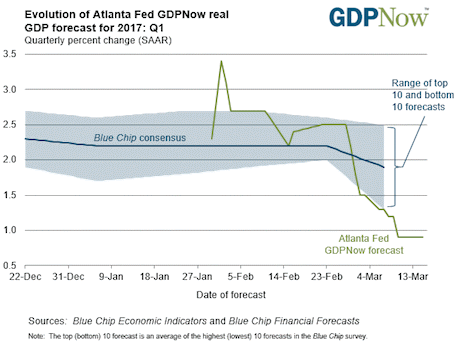 Evolution of Atlanta Fed GDPNow real
GDP forecast for 2017: Q1
Quarterly percent change (SAAR)
GDPNow™
3.5
3.0
2.5
2.0
1.5
1.0
0.5
Range of top
10 and bottom
10 forecasts
Blue Chip consensus
Atlanta Fed
GDPNow forecast
22-Dec 31-Dec 9-Jan 18-Jan 27-Jan 5-Feb 14-Feb 23-Feb 4-Mar 13-Mar
Date of forecast
Sources: Blue Chip Economic Indicators and Blue Chip Financial Forecasts
Note: The top (bottom) 10 forecast is an average of the highest (lowest) 10 forecasts in the Blue Chip survey.